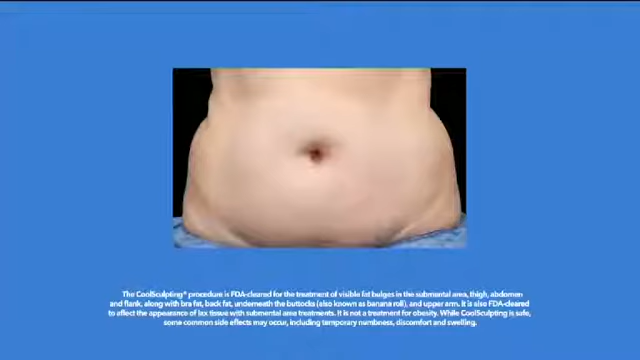 The CoolSculpting® procedure is FDA-cleared for the treatment of visible fat bulges in the submental area, thigh, abdomen
and flank, along with bra fat, back fat, underneath the buttocks (also known as banana roll), and upper arm. It is also FDA-cleared
to affect the appearance of lax tissue with submental area treatments. It is not a treatment for obesity. While CoolSculpting is safe,
some common side effects may occur, including temporary numbness, discomfort and swelling.